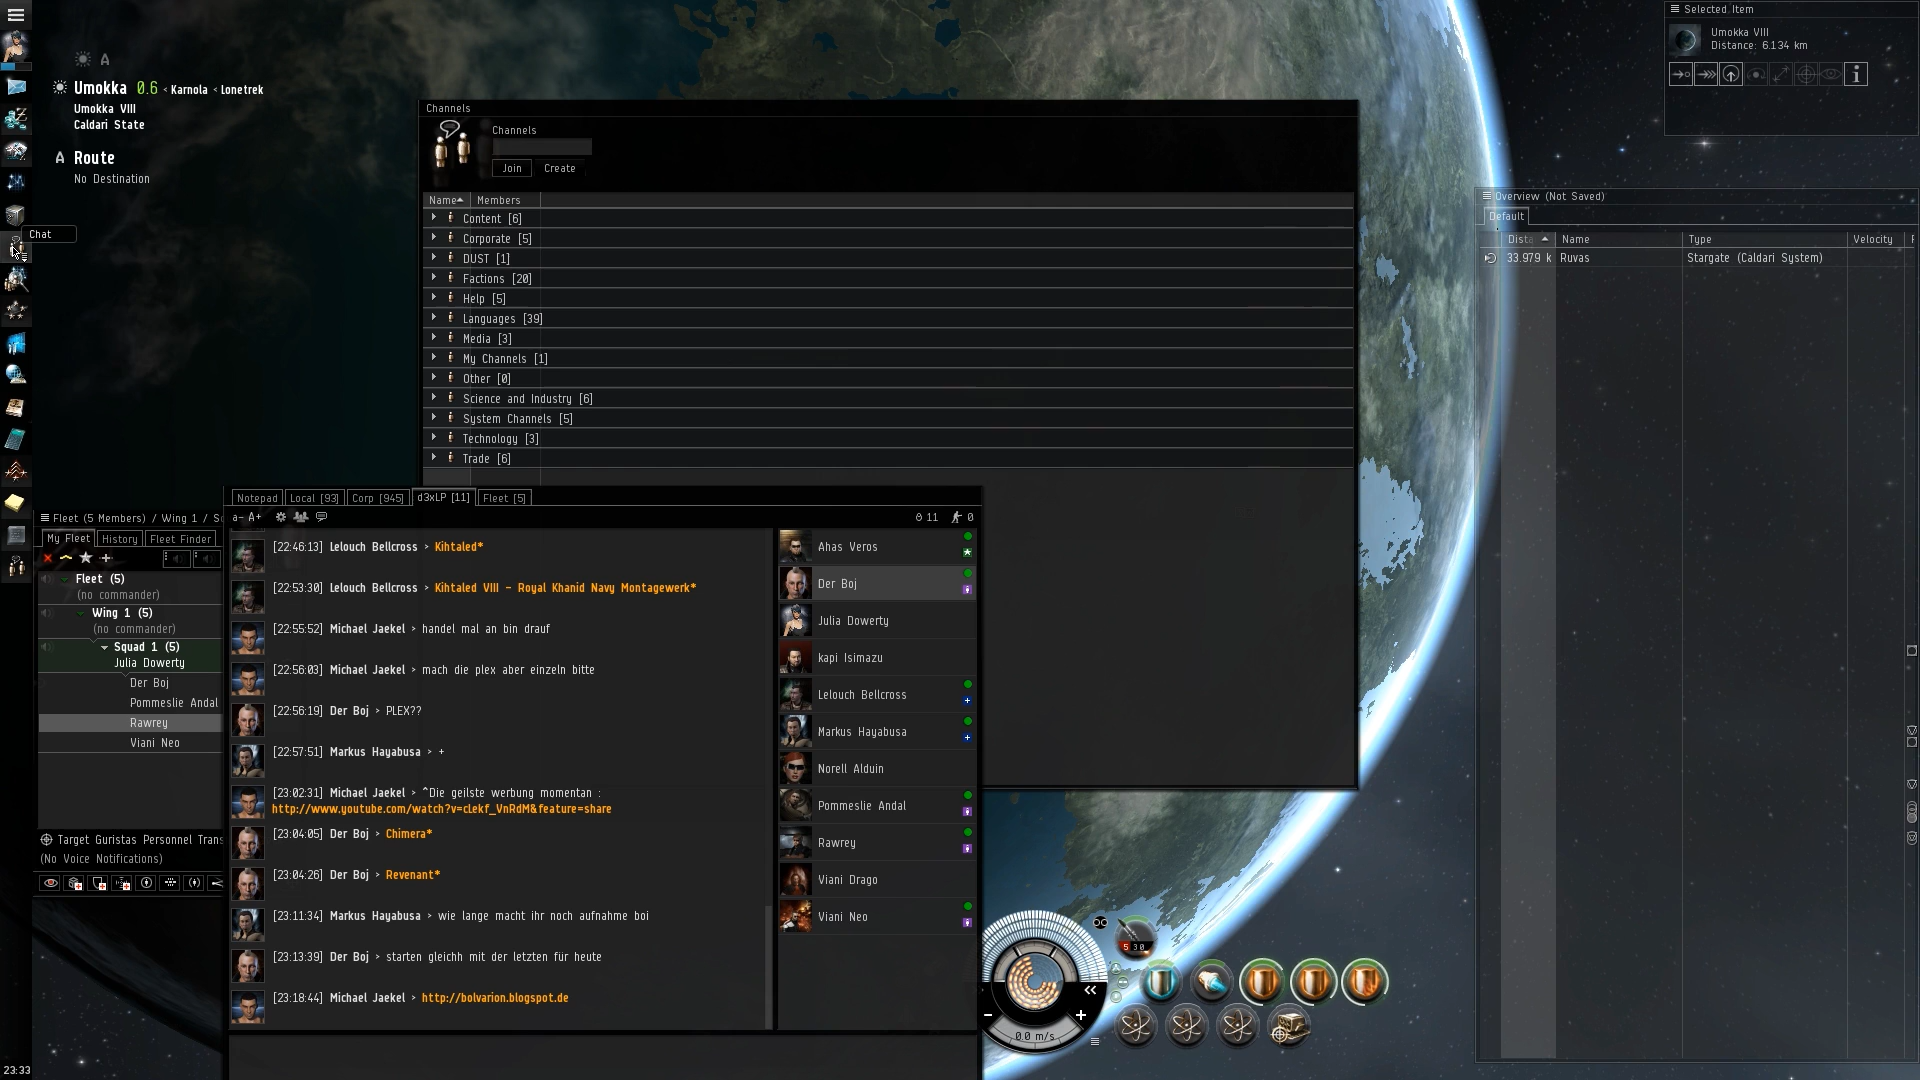 Umokka 0.6 < Karnola < Lonetrek
Umokka VIII
Caldari State
A Route
No Destination
Chat
Selected Item
Umokka VIII
Distance: 6.134 km
Channels
Channels
Join Create
Name Members
Content [6]
Corporate [5]
DUST [1]
Factions [20]
Help [5]
Languages [39]
Media [3]
My Channels [1]
Other [0]
Science and Industry [6]
System Channels [5]
Technology [3]
Trade [6]
Overview (Not Saved)
Default
Dista Name Type Velocity
33.979 k Ruvas Stargate (Caldari System)
Fleet (5 Members) / Wing 1 /
My Fleet History Fleet Finder
Fleet (5)
(no commander)
Wing 1 (5)
(no commander)
Squad 1 (5)
Julia Dowerty
Der Boj
Pommeslie Andal
Rawrey
Viani Neo
Target Guristas Personnel Trans
(No Voice Notifications)
Notepad Local [93] Corp [945] d3xLP [11] Fleet [5]
a- A+ 11 0
[22:46:13] Lelouch Bellcross > Kihtaled*
[22:53:30] Lelouch Bellcross > Kihtaled VIII - Royal Khanid Navy Montagewerk*
[22:55:52] Michael Jaekel > handel mal an bin drauf
[22:56:03] Michael Jaekel > mach die plex aber einzeln bitte
[22:56:19] Der Boj > PLEX??
[22:57:51] Markus Hayabusa > +
[23:02:31] Michael Jaekel > ^Die geilste werbung momentan :
http://www.youtube.com/watch?v=cLekf_VnRdM&feature=share
[23:04:05] Der Boj > Chimera*
[23:04:26] Der Boj > Revenant*
[23:11:34] Markus Hayabusa > wie lange macht ihr noch aufnahme boi
[23:13:39] Der Boj > starten gleichh mit der letzten für heute
[23:18:44] Michael Jaekel > http://bolvarion.blogspot.de
Ahas Veros
Der Boj
Julia Dowerty
kapi Isimazu
Lelouch Bellcross
Markus Hayabusa
Norell Alduin
Pommeslie Andal
Rawrey
Viani Drago
Viani Neo
5 30
0.0 m/s
23:33